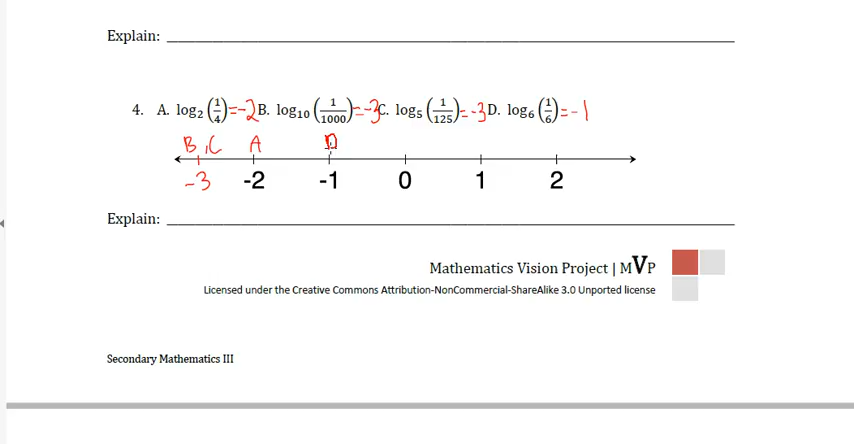 Explain: ______________________________
4. A. log₂ (1/4) = -2 B. log₁₀ (1/1000) = -3 C. log₅ (1/125) = -3 D. log₆ (1/6) = -1
B, C A D
-3 -2 -1 0 1 2
Explain: ______________________________
Mathematics Vision Project | MVP
Licensed under the Creative Commons Attribution-NonCommercial-ShareAlike 3.0 Unported license
Secondary Mathematics III